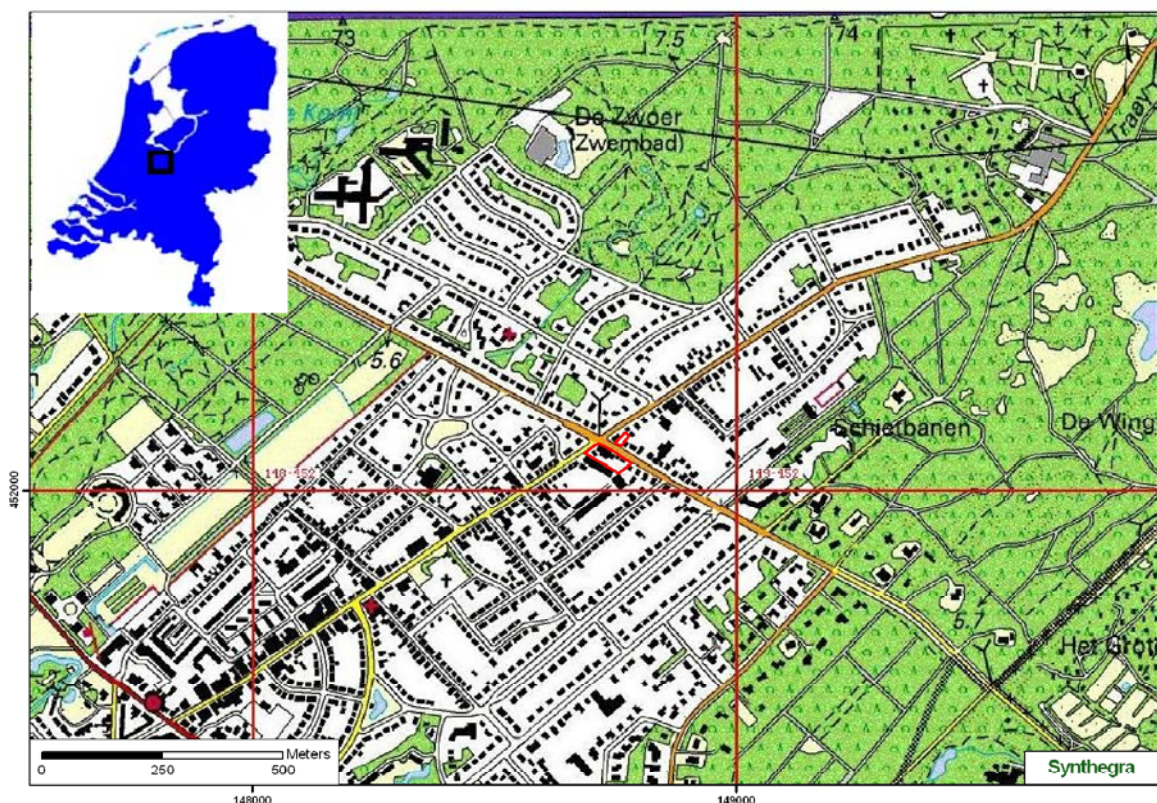 73
7.5
74
De Zwoer
(Zwembad)
Traay
5.6
Schietbanen
De Wing
452000
148-452
149-452
5.7
Het Grot
Meters
0
250
500
Synthegra
148000
149000